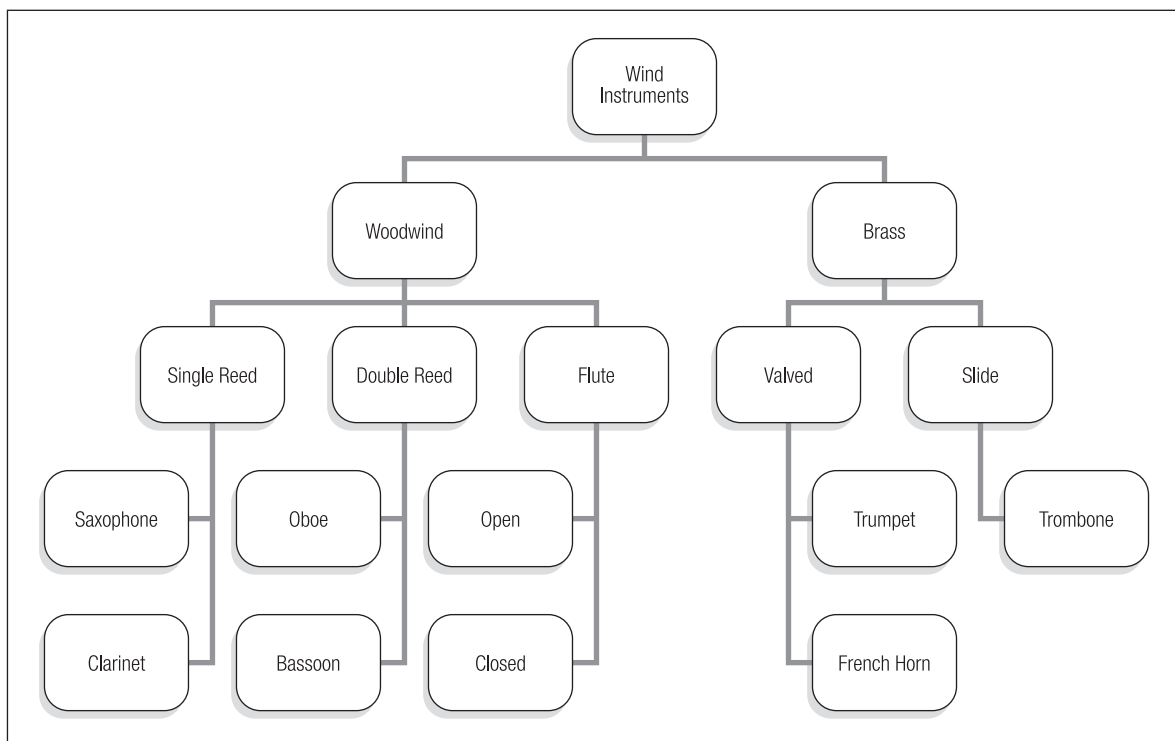 Wind
Instruments
Woodwind
Brass
Single Reed
Double Reed
Flute
Valved
Slide
Saxophone
Oboe
Open
Trumpet
Trombone
Clarinet
Bassoon
Closed
French Horn